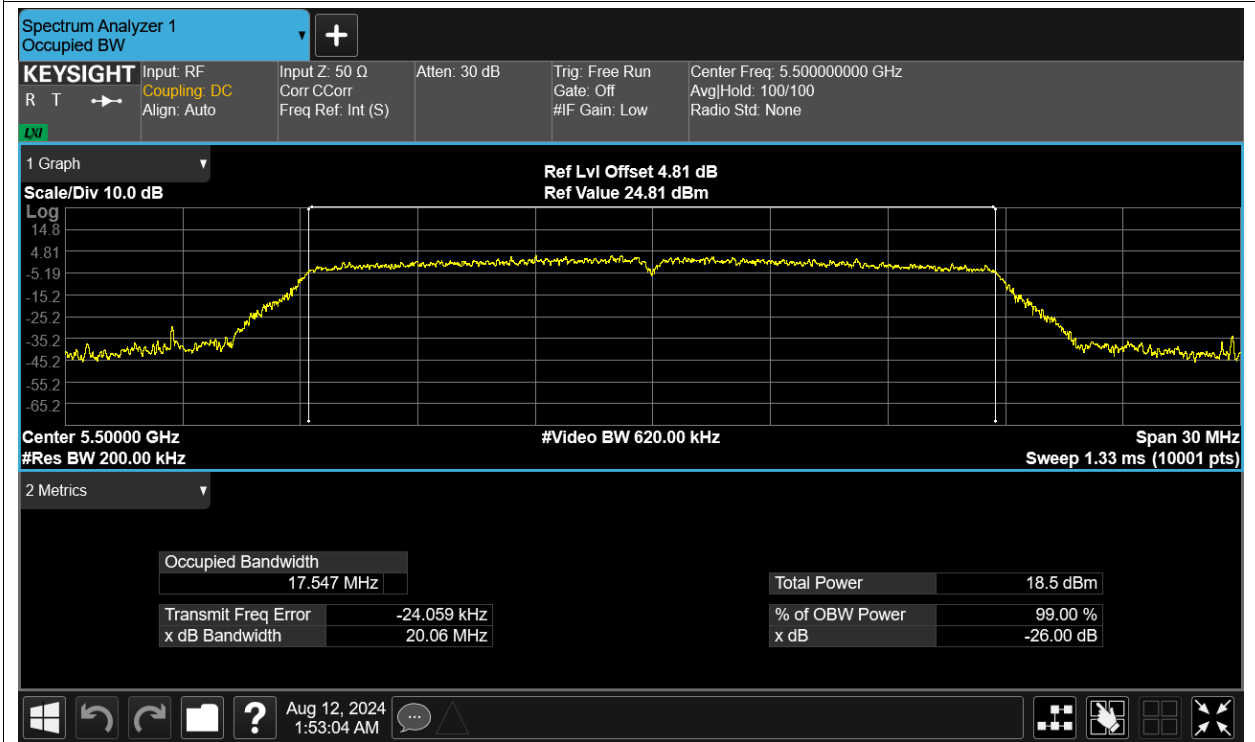 Spectrum Analyzer 1
Occupied BW
KEYSIGHT
R T
LXI
Input: RF
Coupling: DC
Align: Auto
Input Z: 50 Ω
Corr CCorr
Freq Ref: Int (S)
Atten: 30 dB
Trig: Free Run
Gate: Off
#IF Gain: Low
Center Freq: 5.500000000 GHz
Avg|Hold: 100/100
Radio Std: None
1 Graph
Scale/Div 10.0 dB
Ref Lvl Offset 4.81 dB
Ref Value 24.81 dBm
Log
14.8
4.81
-5.19
-15.2
-25.2
-35.2
-45.2
-55.2
-65.2
Center 5.50000 GHz
#Video BW 620.00 kHz
Span 30 MHz
#Res BW 200.00 kHz
Sweep 1.33 ms (10001 pts)
2 Metrics
Occupied Bandwidth
17.547 MHz
Total Power 18.5 dBm
Transmit Freq Error -24.059 kHz
% of OBW Power 99.00 %
x dB Bandwidth 20.06 MHz
x dB -26.00 dB
?
Aug 12, 2024
1:53:04 AM